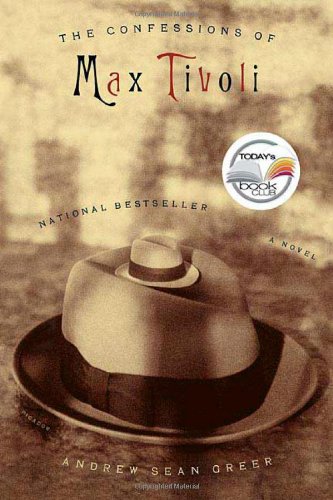 THE CONFESSIONS OF
Max Tivoli
TODAY's
book
CLUB
NATIONAL BESTSELLER
A NOVEL
PICADOR
ANDREW SEAN GREER